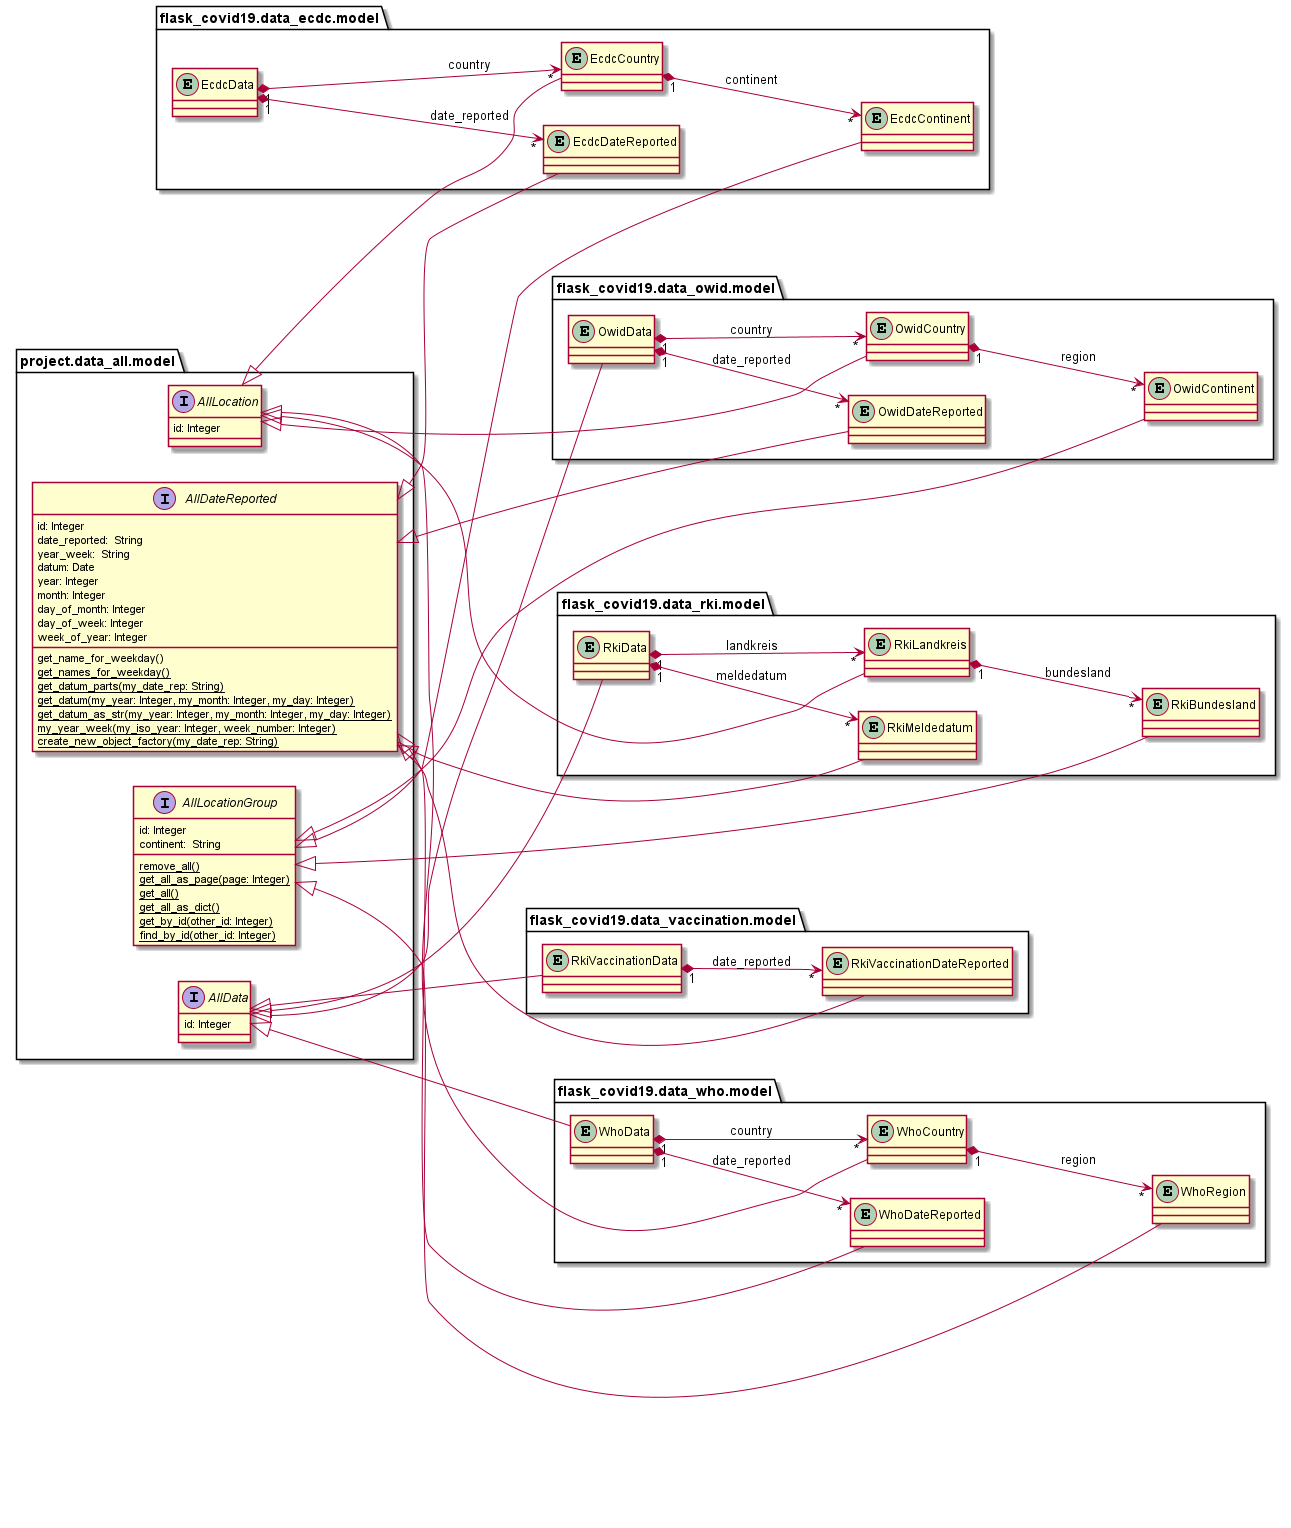 flask_covid19.data_ecdc.model
E EcdcData
country
1
*
date_reported
1
*
E EcdcCountry
continent
1
*
E EcdcDateReported
E EcdcContinent
flask_covid19.data_owid.model
E OwidData
country
1
*
date_reported
1
*
E OwidCountry
region
1
*
E OwidDateReported
E OwidContinent
project.data_all.model
I AllLocation
id: Integer
I AllDateReported
id: Integer
date_reported:  String
year_week:  String
datum: Date
year: Integer
month: Integer
day_of_month: Integer
day_of_week: Integer
week_of_year: Integer
get_name_for_weekday()
get_names_for_weekday()
get_datum_parts(my_date_rep: String)
get_datum(my_year: Integer, my_month: Integer, my_day: Integer)
get_datum_as_str(my_year: Integer, my_month: Integer, my_day: Integer)
my_year_week(my_iso_year: Integer, week_number: Integer)
create_new_object_factory(my_date_rep: String)
I AllLocationGroup
id: Integer
continent:  String
remove_all()
get_all_as_page(page: Integer)
get_all()
get_all_as_dict()
get_by_id(other_id: Integer)
find_by_id(other_id: Integer)
I AllData
id: Integer
flask_covid19.data_rki.model
E RkiData
landkreis
1
*
meldedatum
1
*
E RkiLandkreis
bundesland
1
*
E RkiMeldedatum
E RkiBundesland
flask_covid19.data_vaccination.model
E RkiVaccinationData
date_reported
1
*
E RkiVaccinationDateReported
flask_covid19.data_who.model
E WhoData
country
1
*
date_reported
1
*
E WhoCountry
region
1
*
E WhoDateReported
E WhoRegion